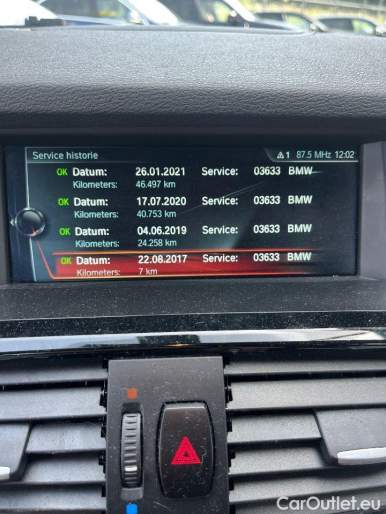 Service historie 1 87.5 MHz 12:02
OK Datum: 26.01.2021 Service: 03633 BMW
Kilometers: 46.497 km
OK Datum: 17.07.2020 Service: 03633 BMW
Kilometers: 40.753 km
OK Datum: 04.06.2019 Service: 03633 BMW
Kilometers: 24.258 km
OK Datum: 22.08.2017 Service: 03633 BMW
Kilometers: 7 km
CarOutlet.eu